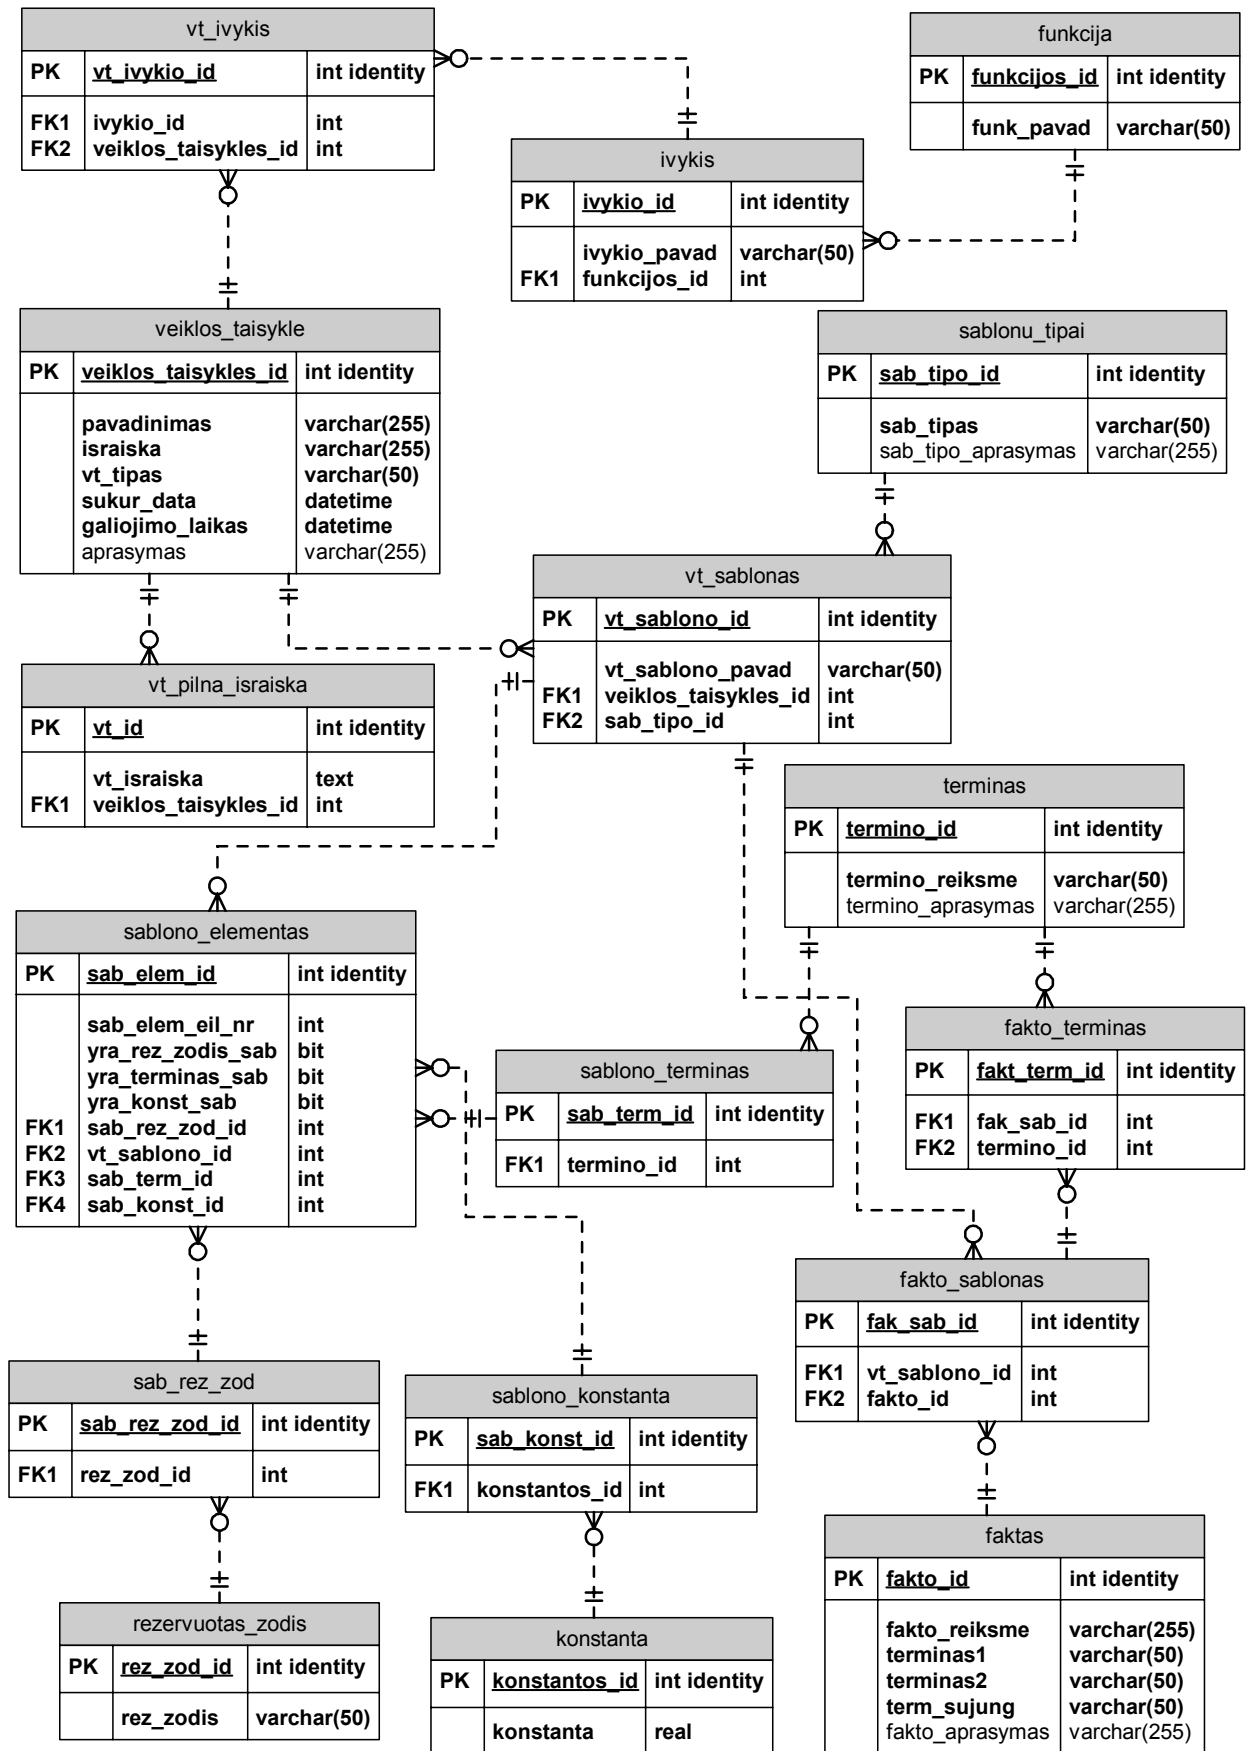 vt_ivykis
PK vt_ivykio_id int identity
FK1 ivykio_id int
FK2 veiklos_taisykles_id int
funkcija
PK funkcijos_id int identity
funk_pavad varchar(50)
ivykis
PK ivykio_id int identity
ivykio_pavad varchar(50)
FK1 funkcijos_id int
veiklos_taisykle
PK veiklos_taisykles_id int identity
pavadinimas varchar(255)
israiska varchar(255)
vt_tipas varchar(50)
sukur_data datetime
galiojimo_laikas datetime
aprasymas varchar(255)
sablonu_tipai
PK sab_tipo_id int identity
sab_tipas varchar(50)
sab_tipo_aprasymas varchar(255)
vt_sablonas
PK vt_sablono_id int identity
vt_sablono_pavad varchar(50)
FK1 veiklos_taisykles_id int
FK2 sab_tipo_id int
vt_pilna_israiska
PK vt_id int identity
vt_israiska text
FK1 veiklos_taisykles_id int
terminas
PK termino_id int identity
termino_reiksme varchar(50)
termino_aprasymas varchar(255)
sablono_elementas
PK sab_elem_id int identity
sab_elem_eil_nr int
yra_rez_zodis_sab bit
yra_terminas_sab bit
yra_konst_sab bit
FK1 sab_rez_zod_id int
FK2 vt_sablono_id int
FK3 sab_term_id int
FK4 sab_konst_id int
sablono_terminas
PK sab_term_id int identity
FK1 termino_id int
fakto_terminas
PK fakt_term_id int identity
FK1 fak_sab_id int
FK2 termino_id int
fakto_sablonas
PK fak_sab_id int identity
FK1 vt_sablono_id int
FK2 fakto_id int
sab_rez_zod
PK sab_rez_zod_id int identity
FK1 rez_zod_id int
sablono_konstanta
PK sab_konst_id int identity
FK1 konstantos_id int
faktas
PK fakto_id int identity
fakto_reiksme varchar(255)
terminas1 varchar(50)
terminas2 varchar(50)
term_sujung varchar(50)
fakto_aprasymas varchar(255)
rezervuotas_zodis
PK rez_zod_id int identity
rez_zodis varchar(50)
konstanta
PK konstantos_id int identity
konstanta real